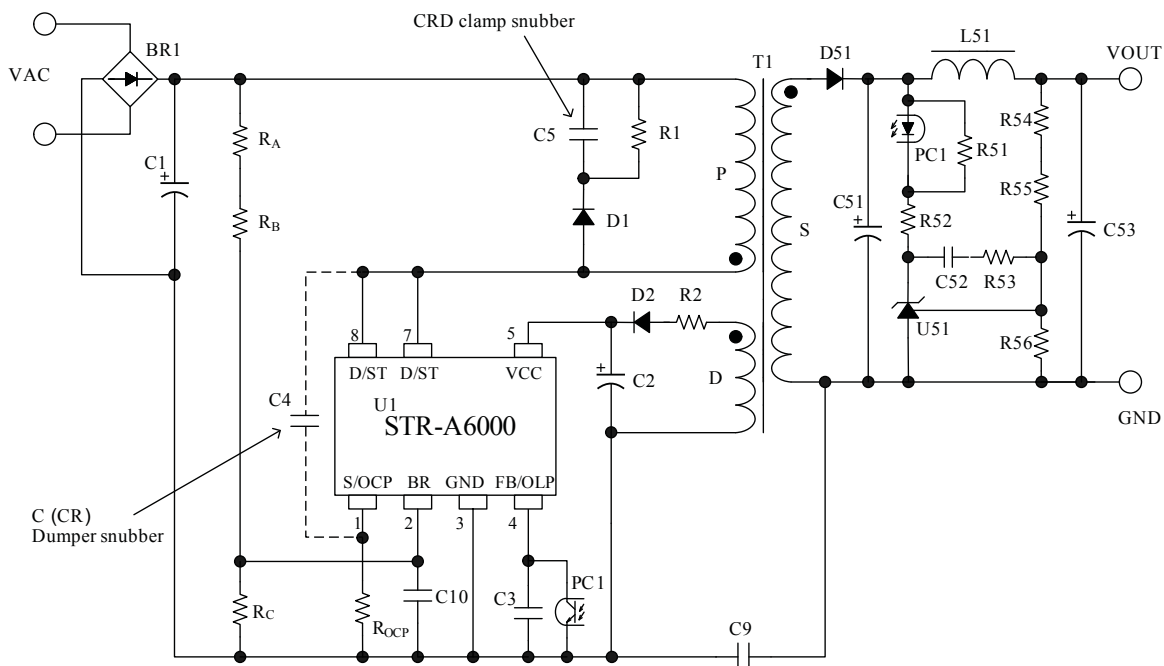 CRD clamp snubber
VAC
BR1
C1
RA
RB
C5
R1
D1
T1
P
S
D51
L51
VOUT
PC1
R51
R54
R55
C51
R52
C53
C52
R53
U51
R56
GND
D2
R2
C2
D
8
7
5
D/ST
D/ST
VCC
U1
STR-A6000
C4
S/OCP
BR
GND
FB/OLP
1
2
3
4
C (CR)
Dumper snubber
RC
ROCP
C10
C3
PC1
C9